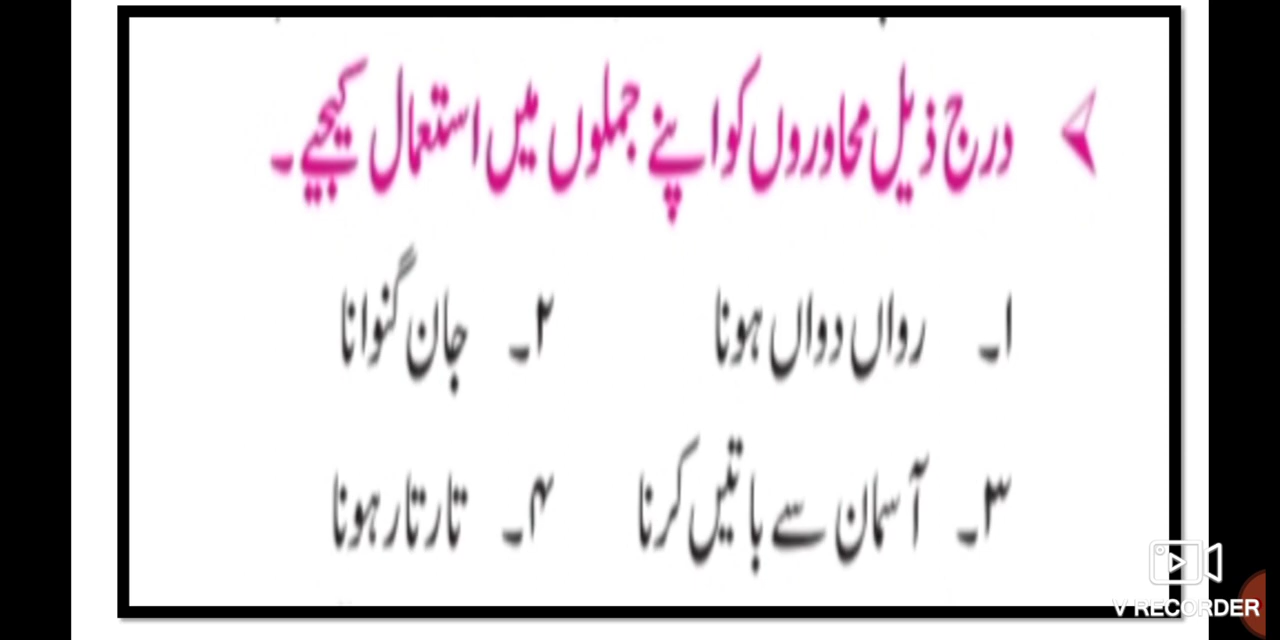 درج ذیل محاوروں کو اپنے جملوں میں استعمال کیجیے۔
۱۔ رواں دواں ہونا ۲۔ جان گنوانا
۳۔ آسمان سے باتیں کرنا ۴۔ تار تار ہونا
V RECORDER